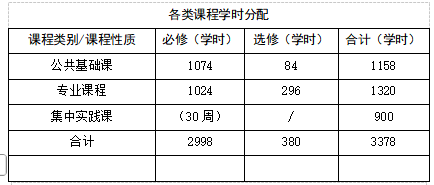 各类课程学时分配
课程类别/课程性质 必修（学时） 选修（学时） 合计（学时）
公共基础课 1074 84 1158
专业课程 1024 296 1320
集中实践课 （30 周） / 900
合计 2998 380 3378